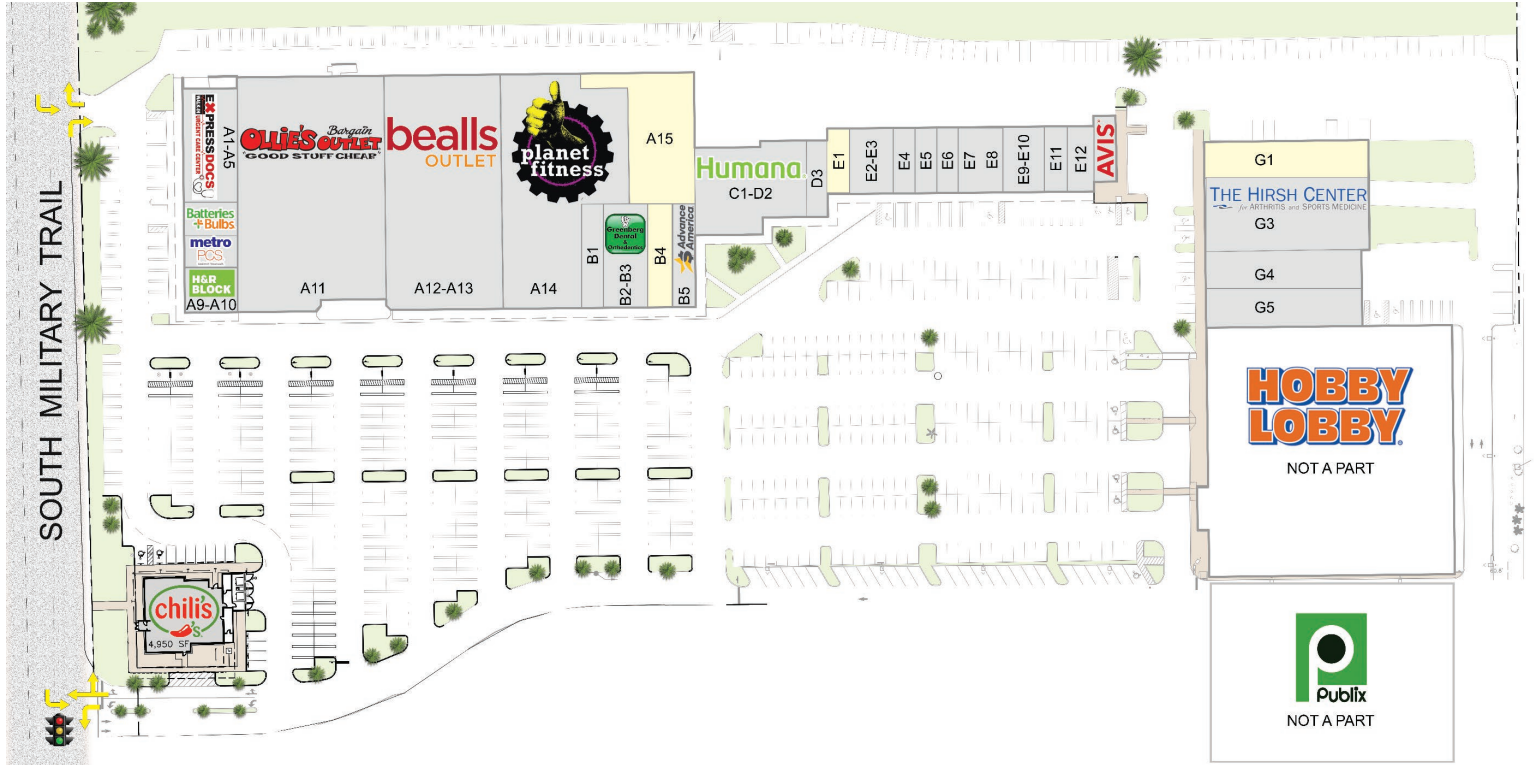 SOUTH MILITARY TRAIL
EXPRESSDOCS
URGENT CARE CENTER
A1-A5
Batteries
+Bulbs
metro
PCS
H&R
BLOCK
A9-A10
OLLIE'S Bargain OUTLET
"GOOD STUFF CHEAP"
A11
bealls
OUTLET
A12-A13
planet
fitness
A14
A15
B1
Greenberg
Dental
&
Orthodontics
B2-B3
B4
Advance
America
B5
Humana.
C1-D2
D3
E1
E2-E3
E4
E5
E6
E7
E8
E9-E10
E11
E12
AVIS
G1
THE HIRSH CENTER
for ARTHRITIS and SPORTS MEDICINE
G3
G4
G5
HOBBY
LOBBY
NOT A PART
Publix
NOT A PART
chili's
's
4,950 SF